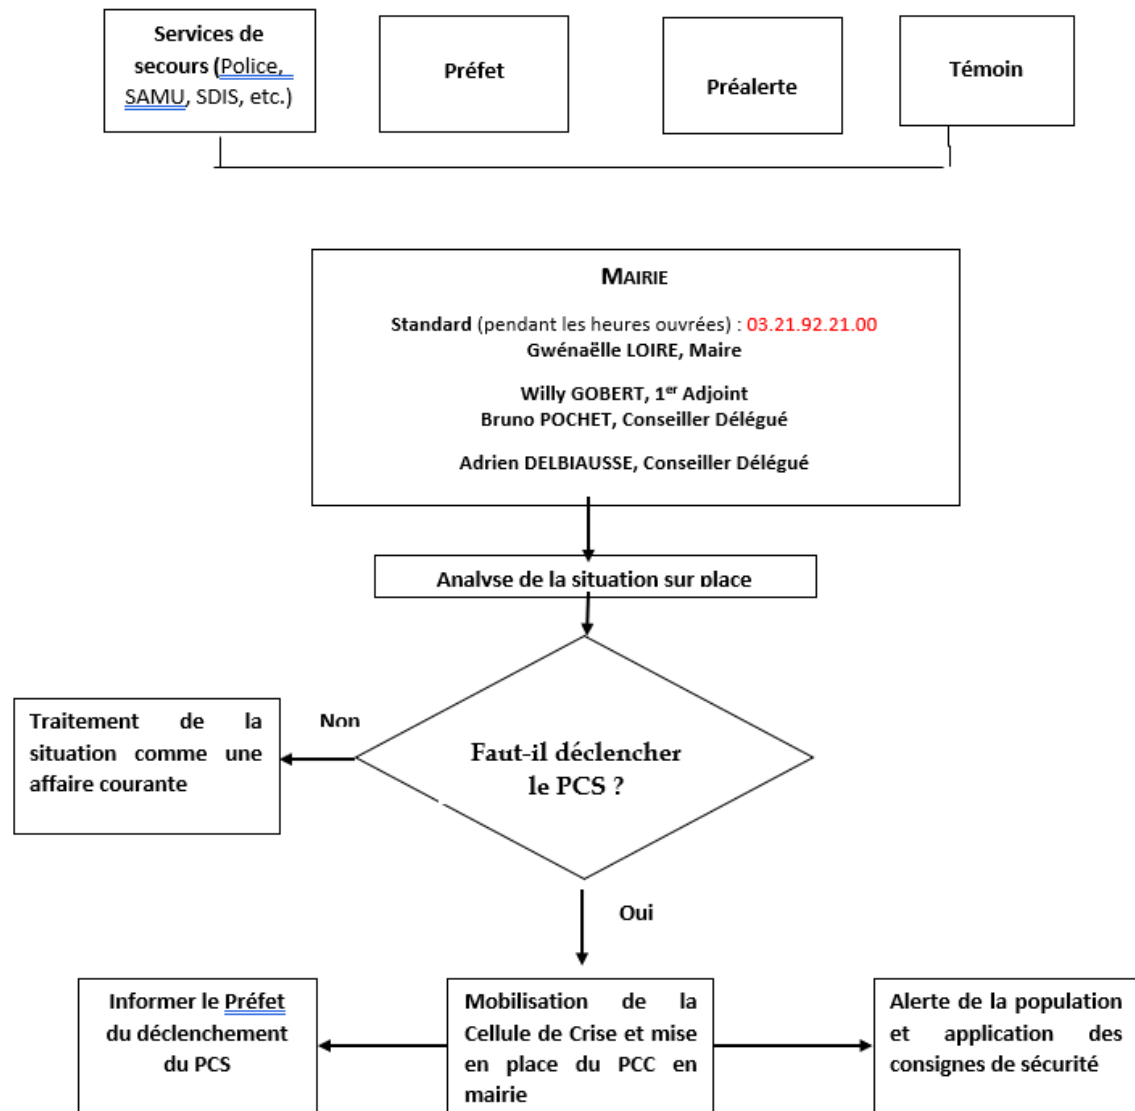 Services de
secours (Police,
SAMU, SDIS, etc.)
Préfet
Préalerte
Témoin
MAIRIE
Standard (pendant les heures ouvrées) : 03.21.92.21.00
Gwénaëlle LOIRE, Maire
Willy GOBERT, 1er Adjoint
Bruno POCHET, Conseiller Délégué
Adrien DELBIAUSSE, Conseiller Délégué
Analyse de la situation sur place
Traitement de la
situation comme une
affaire courante
Non
Faut-il déclencher
le PCS ?
Oui
Informer le Préfet
du déclenchement
du PCS
Mobilisation de la
Cellule de Crise et mise
en place du PCC en
mairie
Alerte de la population
et application des
consignes de sécurité